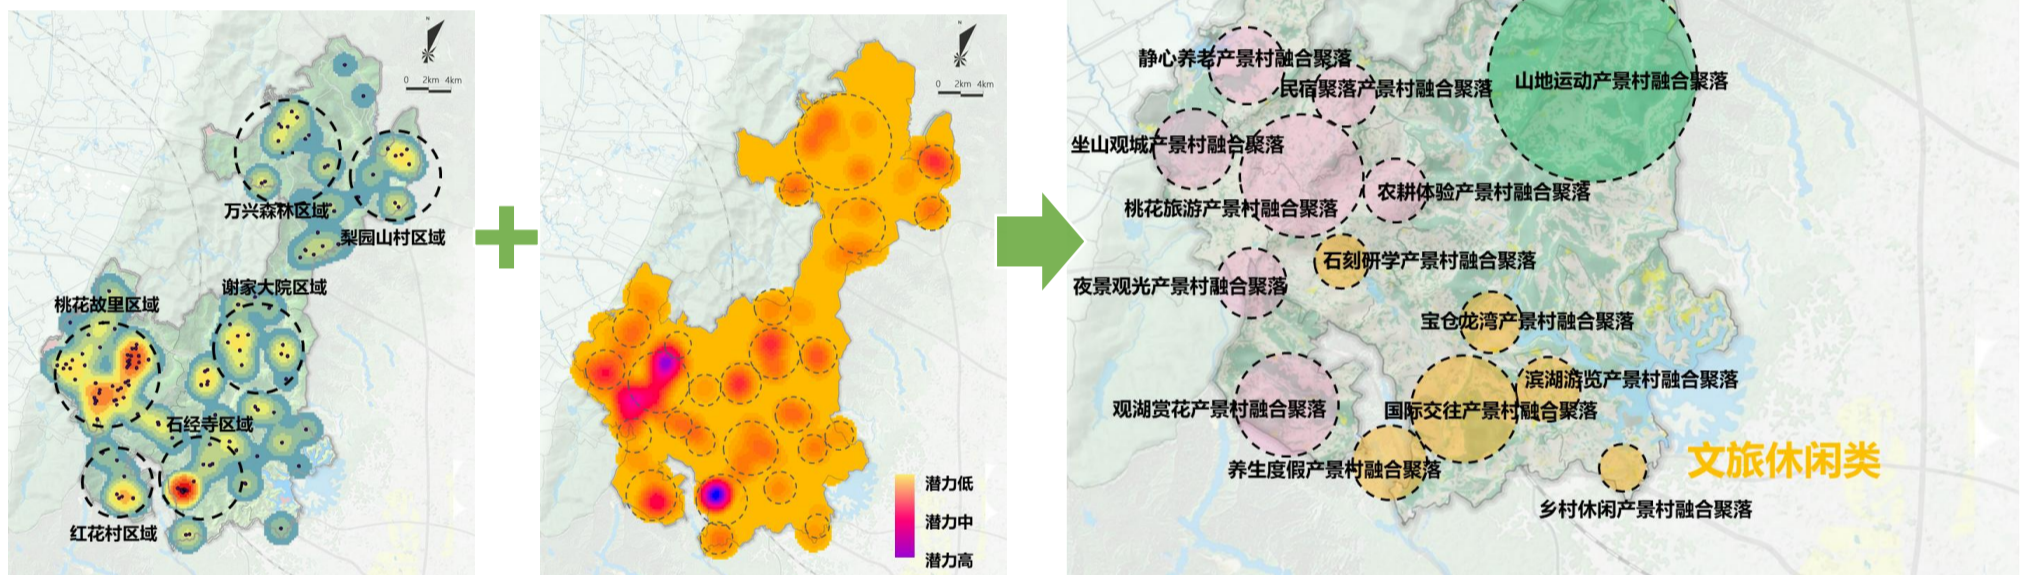 N
0 2km 4km
万兴森林区域
梨园山村区域
谢家大院区域
桃花故里区域
石经寺区域
红花村区域
N
0 2km 4km
潜力低
潜力中
潜力高
静心养老产景村融合聚落
民宿聚落产景村融合聚落
山地运动产景村融合聚落
坐山观城产景村融合聚落
农耕体验产景村融合聚落
桃花旅游产景村融合聚落
石刻研学产景村融合聚落
夜景观光产景村融合聚落
宝仓龙湾产景村融合聚落
滨湖游览产景村融合聚落
观湖赏花产景村融合聚落
国际交往产景村融合聚落
文旅休闲类
养生度假产景村融合聚落
乡村休闲产景村融合聚落